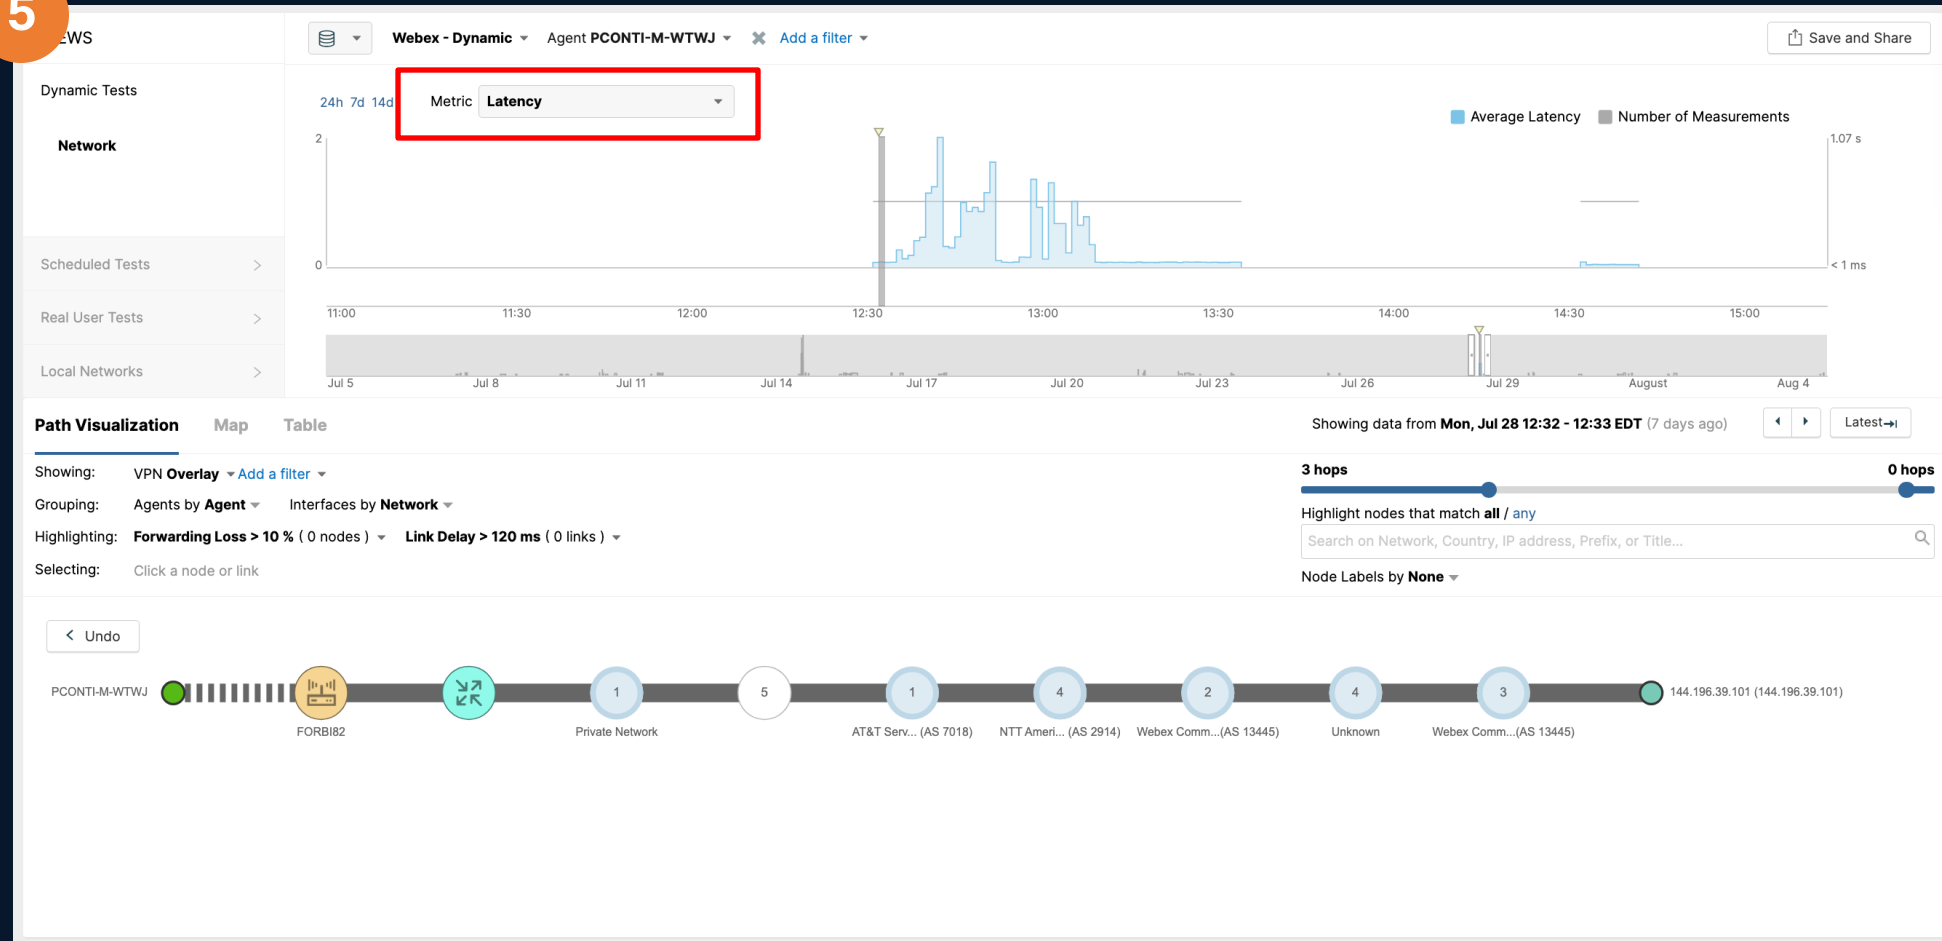 5
EWS
Webex - Dynamic
Agent PCONTI-M-WTWJ
Add a filter
Save and Share
Dynamic Tests
Network
Scheduled Tests
Real User Tests
Local Networks
24h 7d 14d
Metric Latency
Average Latency
Number of Measurements
2
0
1.07 s
< 1 ms
11:00
11:30
12:00
12:30
13:00
13:30
14:00
14:30
15:00
Jul 5
Jul 8
Jul 11
Jul 14
Jul 17
Jul 20
Jul 23
Jul 26
Jul 29
August
Aug 4
Path Visualization
Map
Table
Showing data from Mon, Jul 28 12:32 - 12:33 EDT (7 days ago)
Latest
Showing: VPN Overlay Add a filter
Grouping: Agents by Agent Interfaces by Network
Highlighting: Forwarding Loss > 10 % ( 0 nodes ) Link Delay > 120 ms ( 0 links )
Selecting: Click a node or link
3 hops
0 hops
Highlight nodes that match all / any
Search on Network, Country, IP address, Prefix, or Title...
Node Labels by None
Undo
PCONTI-M-WTWJ
1
5
1
4
2
4
3
144.196.39.101 (144.196.39.101)
FORBI82
Private Network
AT&T Serv... (AS 7018)
NTT Ameri... (AS 2914)
Webex Comm...(AS 13445)
Unknown
Webex Comm...(AS 13445)